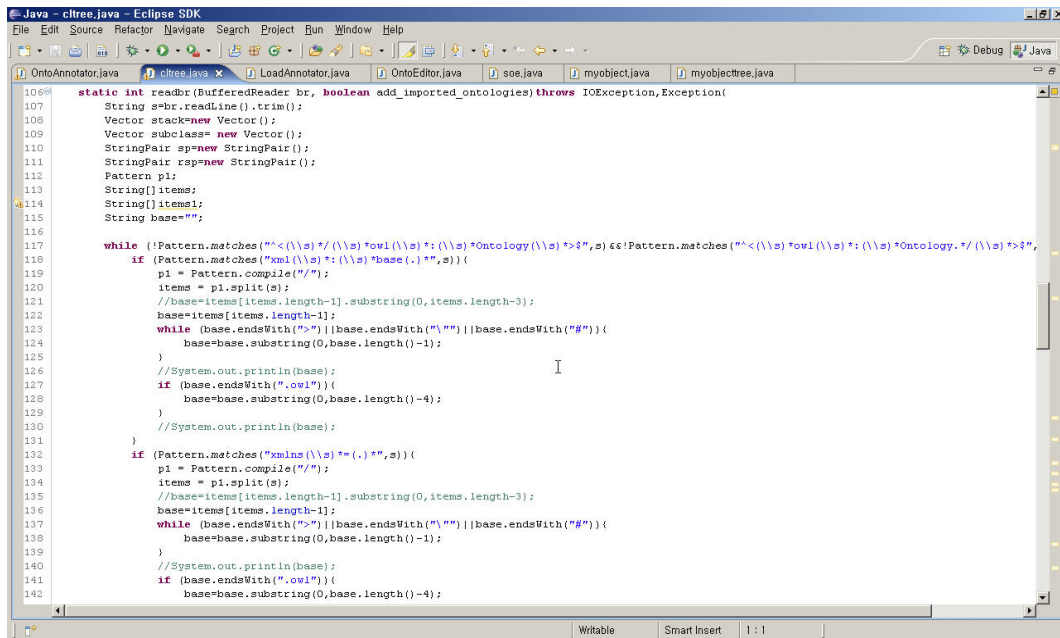 Java - cltree.java - Eclipse SDK
File Edit Source Refactor Navigate Search Project Run Window Help
Debug Java
OntoAnnotator.java cltree.java LoadAnnotator.java OntoEditor.java soe.java myobject.java myobjecttree.java
106 static int readbr(BufferedReader br, boolean add_imported_ontologies)throws IOException,Exception{
107 String s=br.readLine().trim();
108 Vector stack=new Vector();
109 Vector subclass= new Vector();
110 StringPair sp=new StringPair();
111 StringPair rsp=new StringPair();
112 Pattern p1;
113 String[] items;
114 String[] items1;
115 String base="";
116
117 while (!Pattern.matches("^<(\\s)*/(\\s)*owl(\\s)*:(\\s)*Ontology(\\s)*>$",s)&&!Pattern.matches("^<(\\s)*owl(\\s)*:(\\s)*Ontology.*/(\\s)*>$",
118 if (Pattern.matches("xml(\\s)*:(\\s)*base(.)*",s)){
119 p1 = Pattern.compile("/");
120 items = p1.split(s);
121 //base=items[items.length-1].substring(0,items.length-3);
122 base=items[items.length-1];
123 while (base.endsWith(">")||base.endsWith("\"")||base.endsWith("#")){
124 base=base.substring(0,base.length()-1);
125 }
126 //System.out.println(base);
127 if (base.endsWith(".owl")){
128 base=base.substring(0,base.length()-4);
129 }
130 //System.out.println(base);
131 }
132 if (Pattern.matches("xmlns(\\s)*=(.)*",s)){
133 p1 = Pattern.compile("/");
134 items = p1.split(s);
135 //base=items[items.length-1].substring(0,items.length-3);
136 base=items[items.length-1];
137 while (base.endsWith(">")||base.endsWith("\"")||base.endsWith("#")){
138 base=base.substring(0,base.length()-1);
139 }
140 //System.out.println(base);
141 if (base.endsWith(".owl")){
142 base=base.substring(0,base.length()-4);
Writable Smart Insert 1 : 1